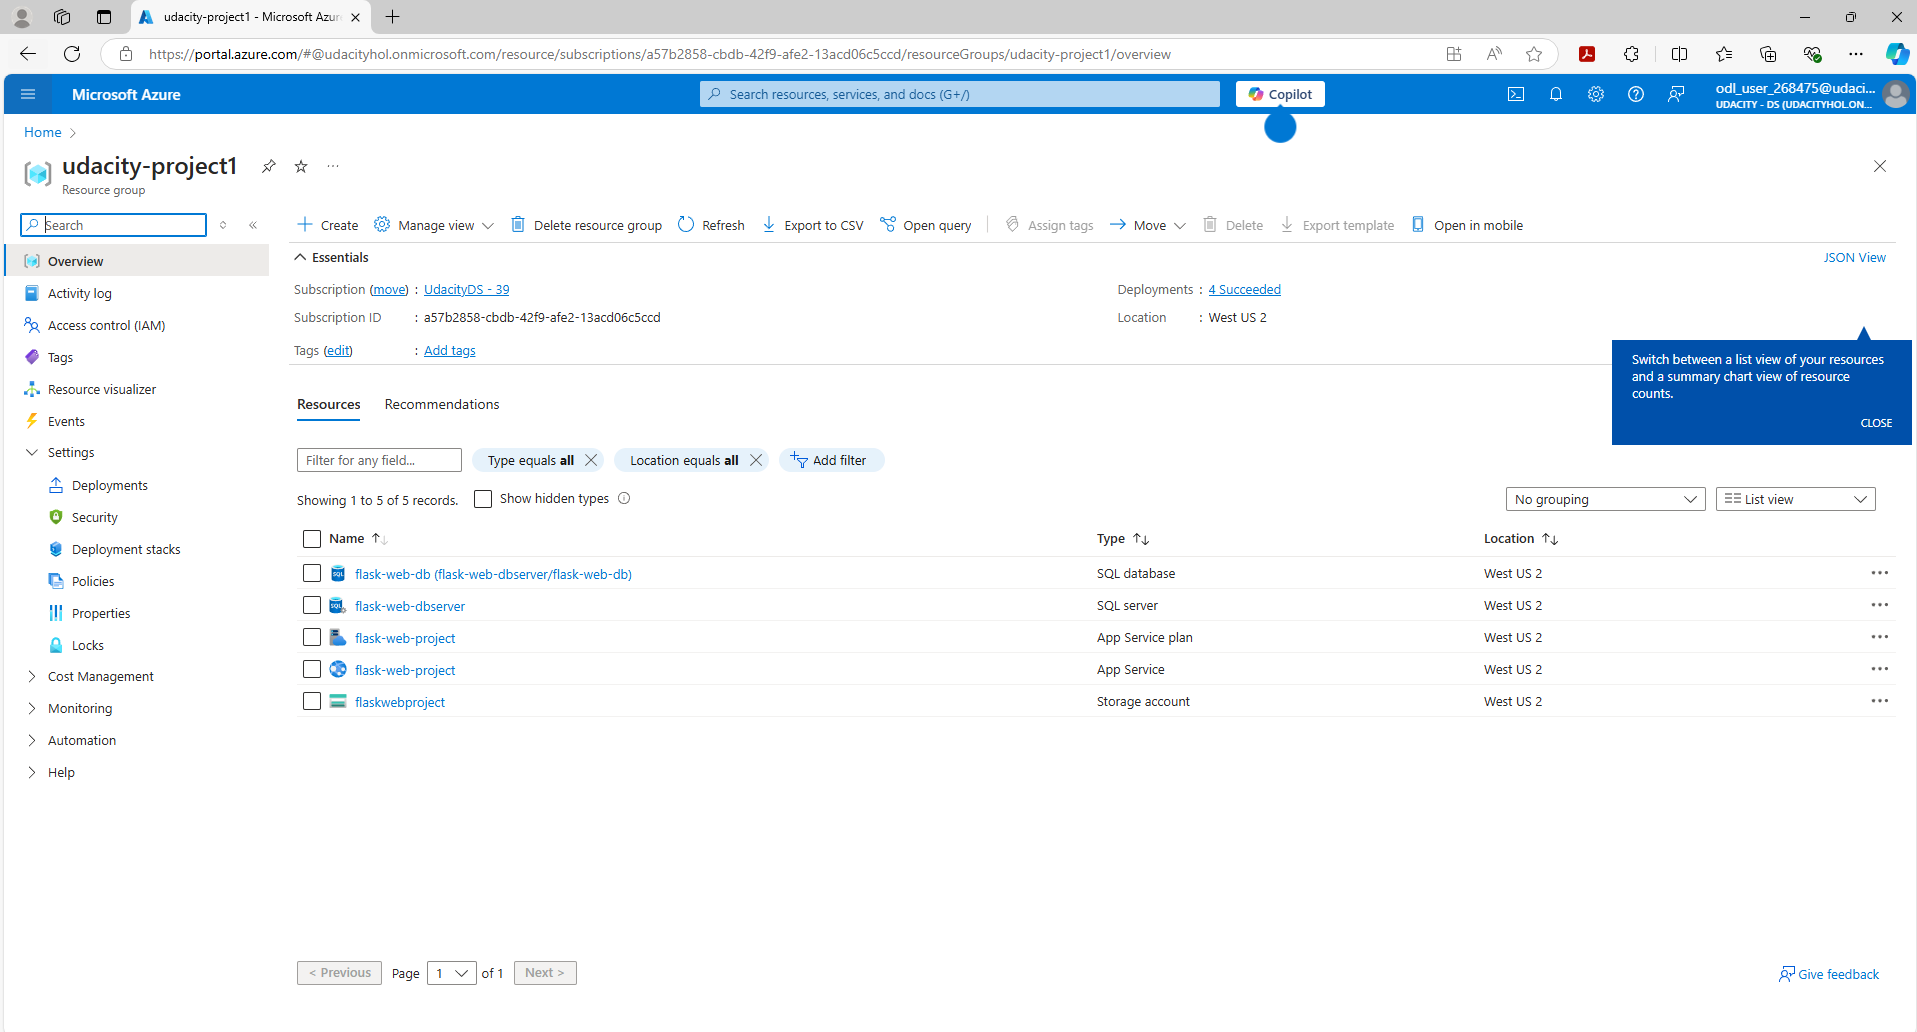 udacity-project1 - Microsoft Azure
https://portal.azure.com/#@udacityhol.onmicrosoft.com/resource/subscriptions/a57b2858-cbdb-42f9-afe2-13acd06c5ccd/resourceGroups/udacity-project1/overview
Microsoft Azure
Search resources, services, and docs (G+/)
Copilot
odl_user_268475@udaci...
UDACITY - DS (UDACITYHOL.ON...
Home
udacity-project1
Resource group
Search
Create
Manage view
Delete resource group
Refresh
Export to CSV
Open query
Assign tags
Move
Delete
Export template
Open in mobile
Overview
Activity log
Access control (IAM)
Tags
Resource visualizer
Events
Settings
Deployments
Security
Deployment stacks
Policies
Properties
Locks
Cost Management
Monitoring
Automation
Help
Essentials
JSON View
Subscription (move) : UdacityDS - 39
Subscription ID : a57b2858-cbdb-42f9-afe2-13acd06c5ccd
Tags (edit) : Add tags
Deployments : 4 Succeeded
Location : West US 2
Switch between a list view of your resources
and a summary chart view of resource
counts.
CLOSE
Resources Recommendations
Filter for any field...
Type equals all
Location equals all
Add filter
Showing 1 to 5 of 5 records.
Show hidden types
No grouping
List view
Name Type Location
flask-web-db (flask-web-dbserver/flask-web-db) SQL database West US 2
flask-web-dbserver SQL server West US 2
flask-web-project App Service plan West US 2
flask-web-project App Service West US 2
flaskwebproject Storage account West US 2
< Previous Page 1 of 1 Next >
Give feedback